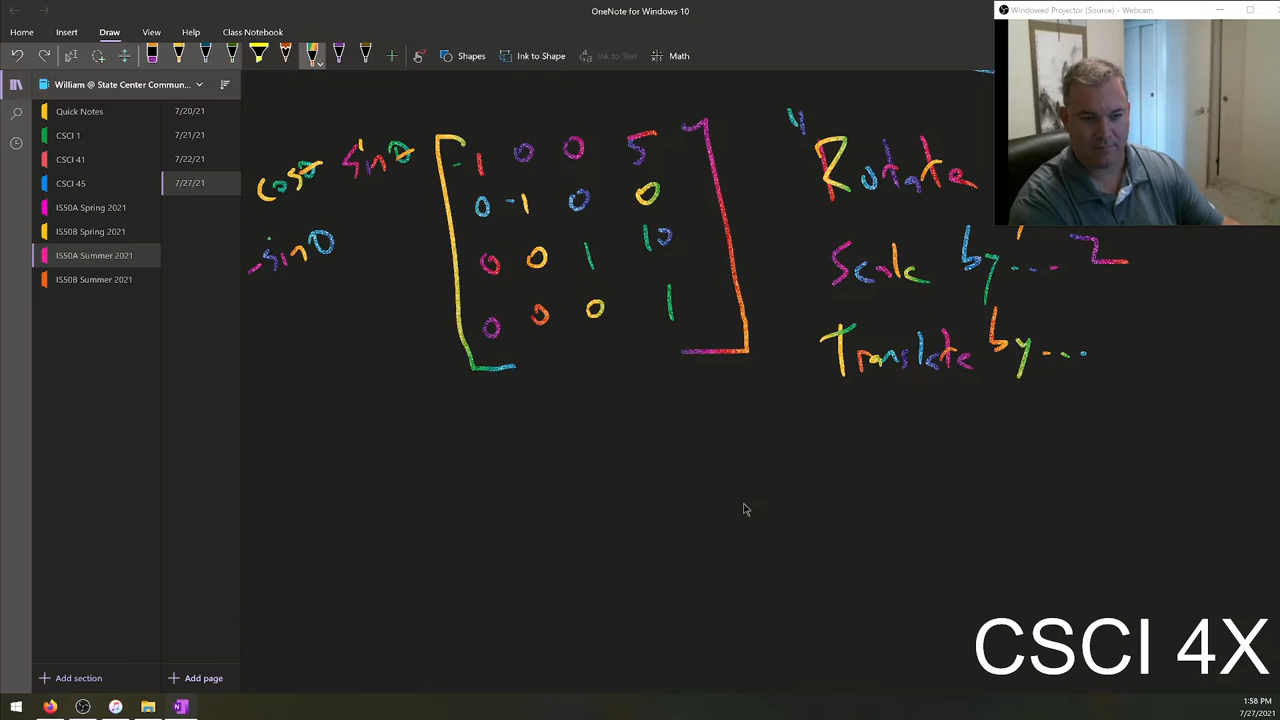 OneNote for Windows 10
Windowed Projector (Source) - Webcam
Home Insert Draw View Help Class Notebook
Shapes Ink to Shape Ink to Text Math
William @ State Center Commun...
Quick Notes 7/20/21
CSCI 1 7/21/21
CSCI 41 7/22/21
CSCI 45 7/27/21
IS50A Spring 2021
IS50B Spring 2021
IS50A Summer 2021
IS50B Summer 2021
cosθ sinθ
-sinθ
-1 0 0 5
0 -1 0 0
0 0 1 10
0 0 0 1
Rotate
Scale by... 2
Translate by...
CSCI 4X
Add section Add page
1:58 PM
7/27/2021